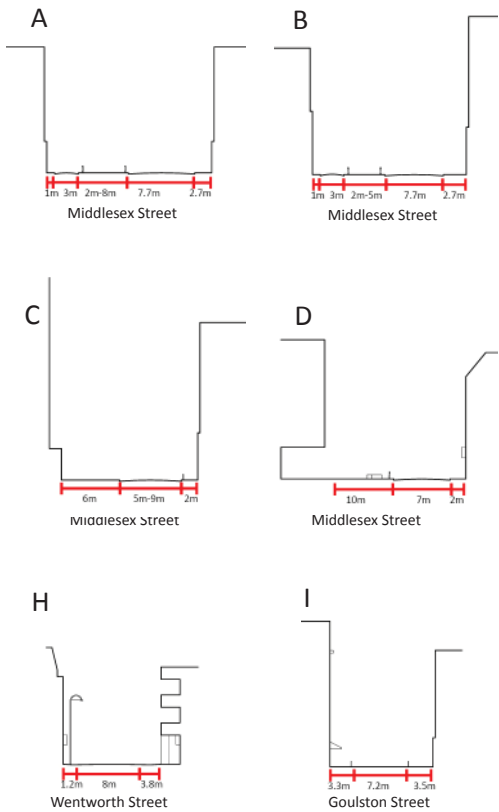 A
B
1m 3m 2m-8m 7.7m 2.7m
1m 3m 2m-5m 7.7m 2.7m
Middlesex Street
Middlesex Street
C
D
6m 5m-9m 2m
10m 7m 2m
Middlesex Street
Middlesex Street
H
I
1.2m 8m 3.8m
3.3m 7.2m 3.5m
Wentworth Street
Goulston Street